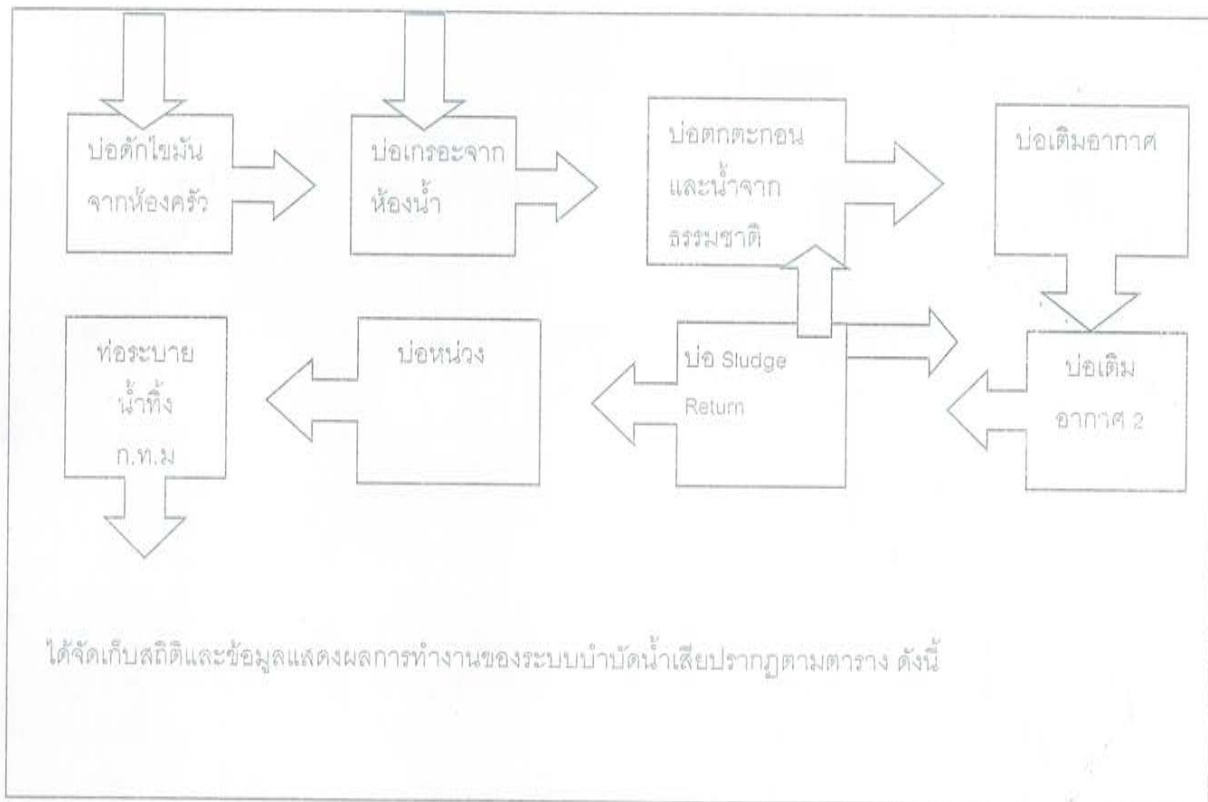 บ่อดักไขมัน
จากห้องครัว
บ่อเกรอะจาก
ห้องน้ำ
บ่อตกตะกอน
และน้ำจาก
ธรรมชาติ
บ่อเติมอากาศ
ท่อระบาย
น้ำทิ้ง
ก.ท.ม
บ่อหน่วง
บ่อ Sludge
Return
บ่อเติม
อากาศ 2
ได้จัดเก็บสถิติและข้อมูลแสดงผลการทำงานของระบบบำบัดน้ำเสียปรากฏตามตาราง ดังนี้